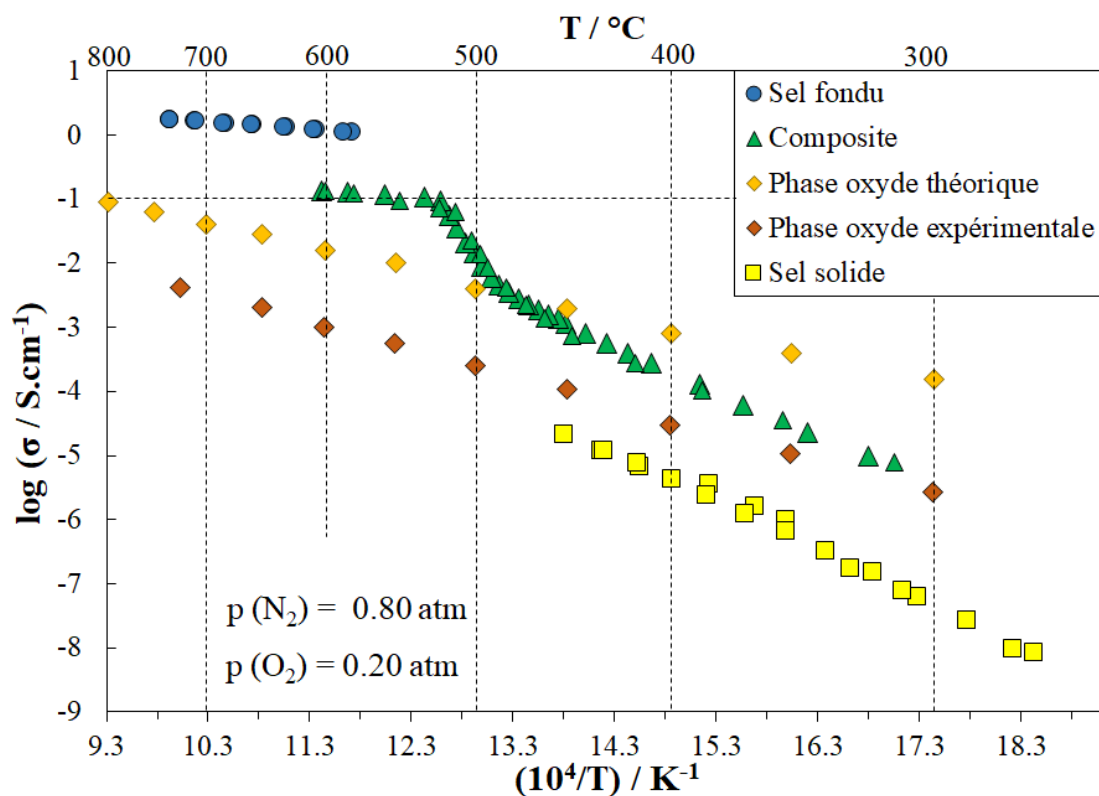 T / °C
800 700 600 500 400 300
1
0
-1
-2
-3
-4
-5
-6
-7
-8
-9
log (σ / S.cm⁻¹)
Sel fondu
Composite
Phase oxyde théorique
Phase oxyde expérimentale
Sel solide
p (N₂) = 0.80 atm
p (O₂) = 0.20 atm
9.3 10.3 11.3 12.3 13.3 14.3 15.3 16.3 17.3 18.3
(10⁴/T) / K⁻¹